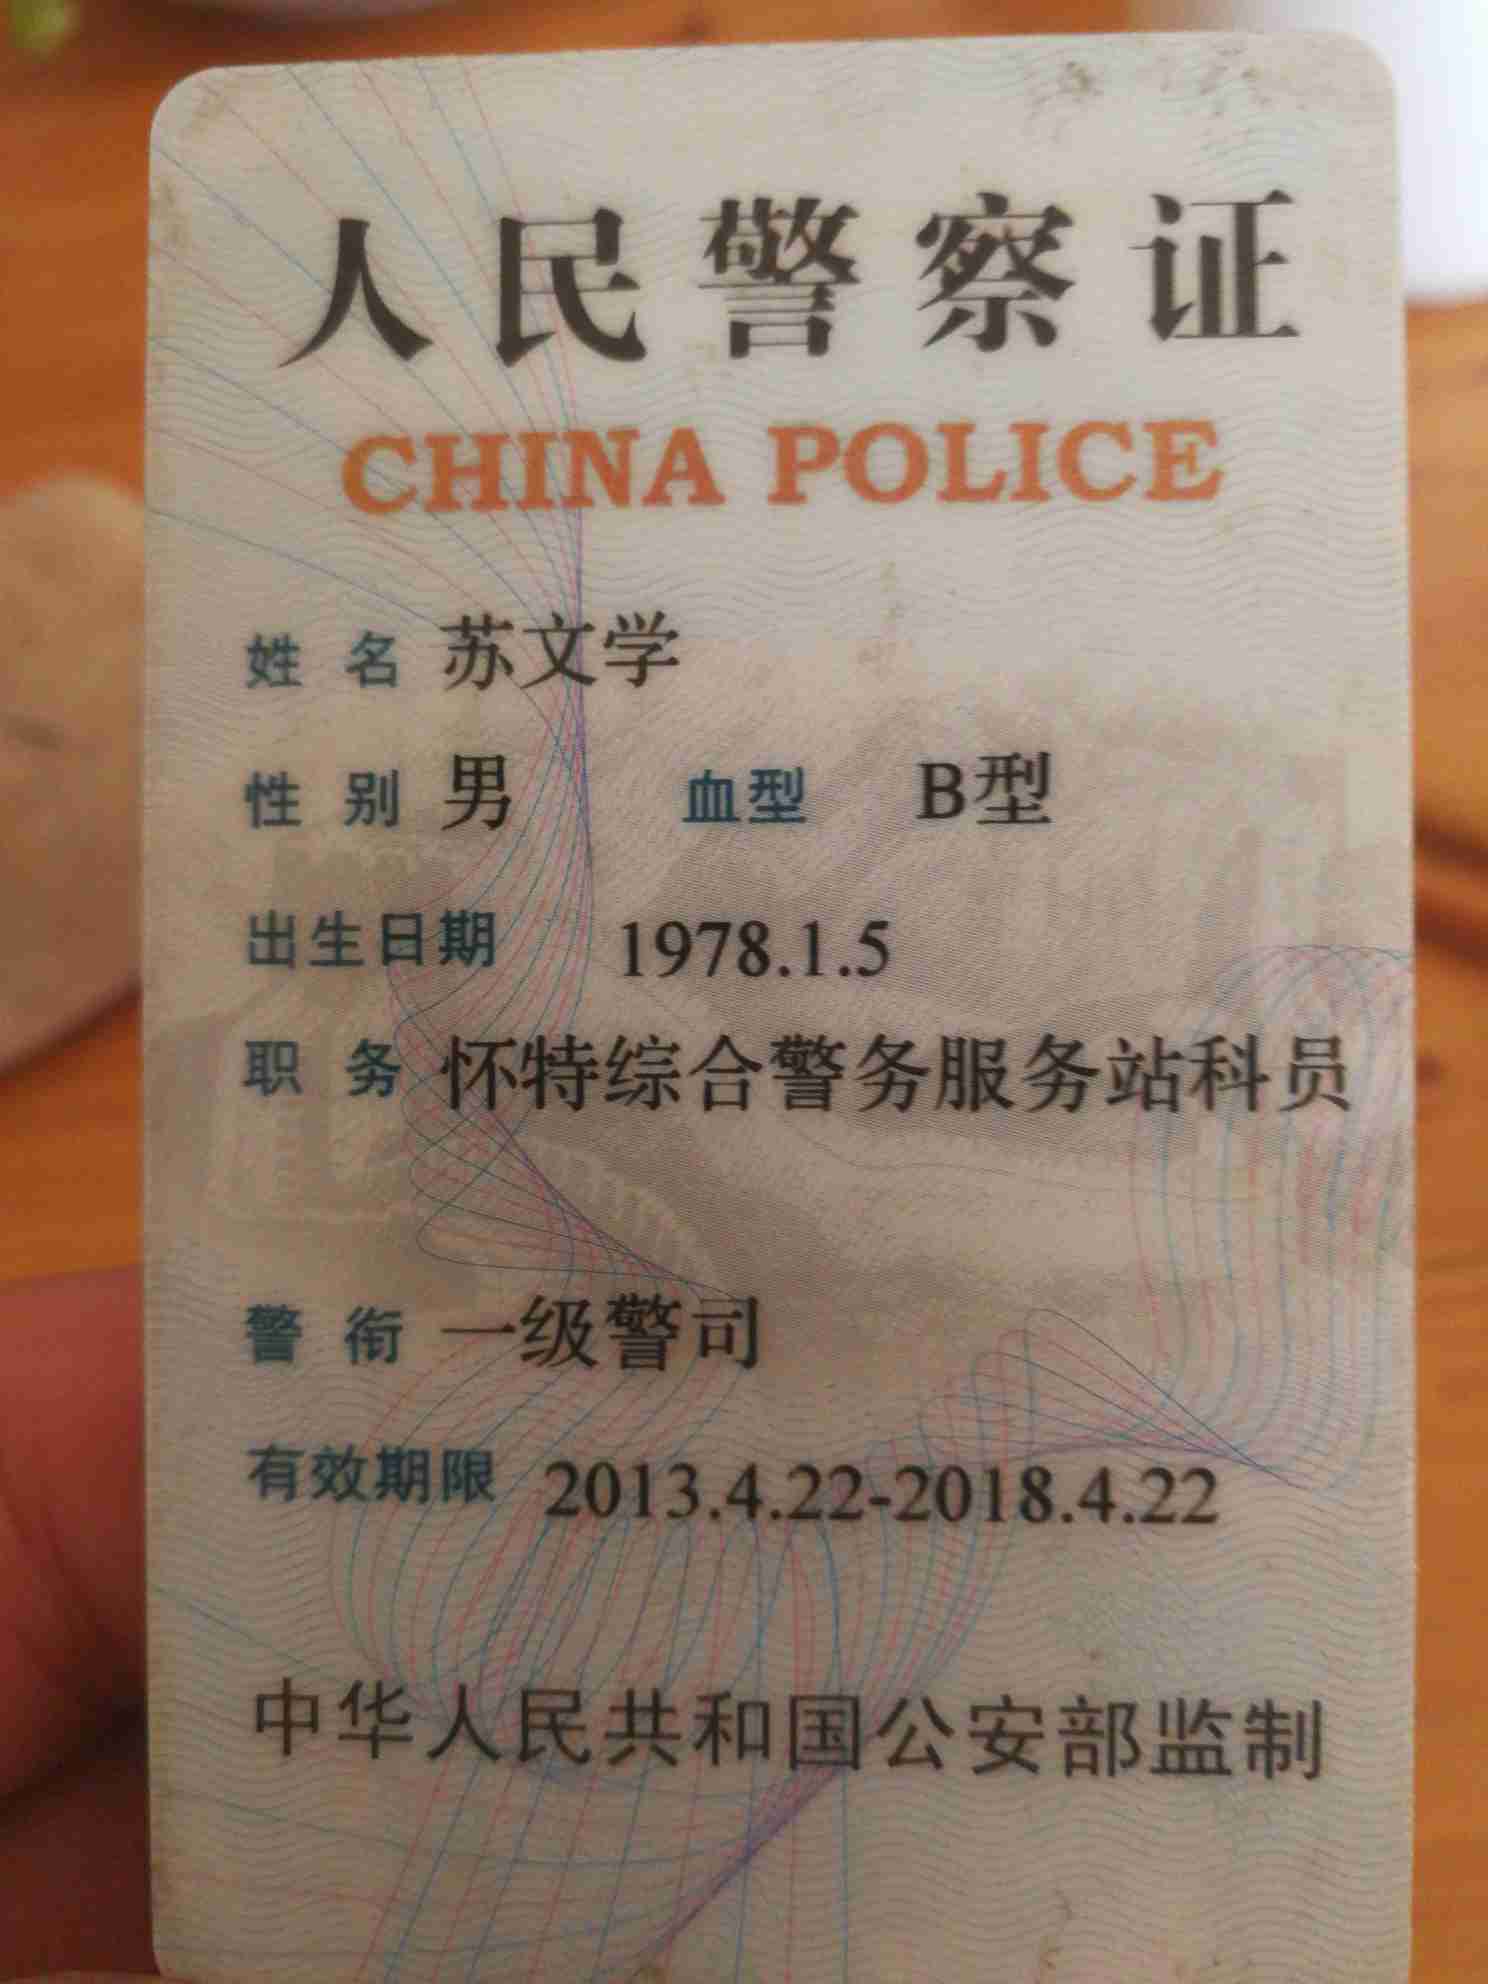 人民警察证
CHINA POLICE
姓 名 苏文学
性 别 男 血型 B型
出生日期 1978.1.5
职 务 怀特综合警务服务站科员
警 衔 一级警司
有效期限 2013.4.22-2018.4.22
中华人民共和国公安部监制